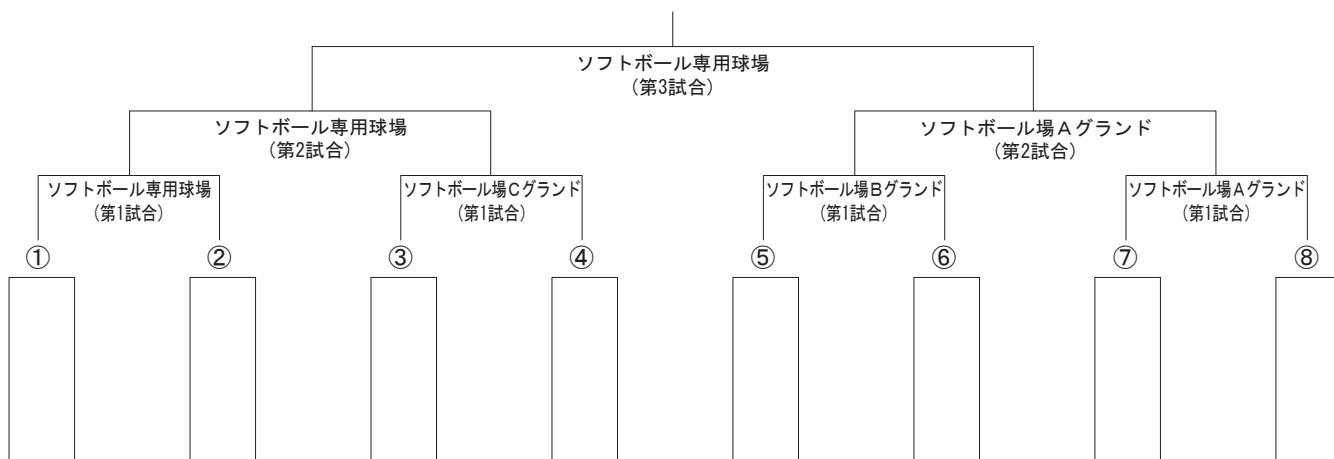 ソフトボール専用球場
(第3試合)
ソフトボール専用球場
(第2試合)
ソフトボール場Aグランド
(第2試合)
ソフトボール専用球場
(第1試合)
ソフトボール場Cグランド
(第1試合)
ソフトボール場Bグランド
(第1試合)
ソフトボール場Aグランド
(第1試合)
① ② ③ ④ ⑤ ⑥ ⑦ ⑧